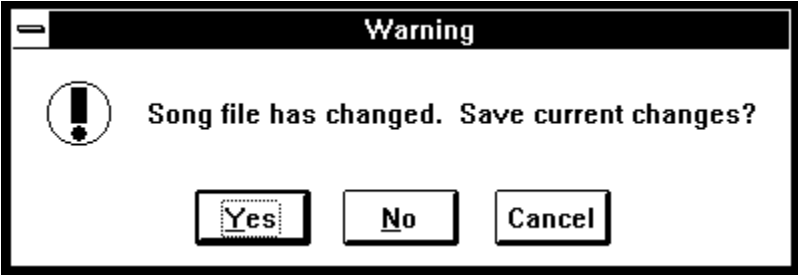 Warning
Song file has changed.  Save current changes?
Yes No Cancel